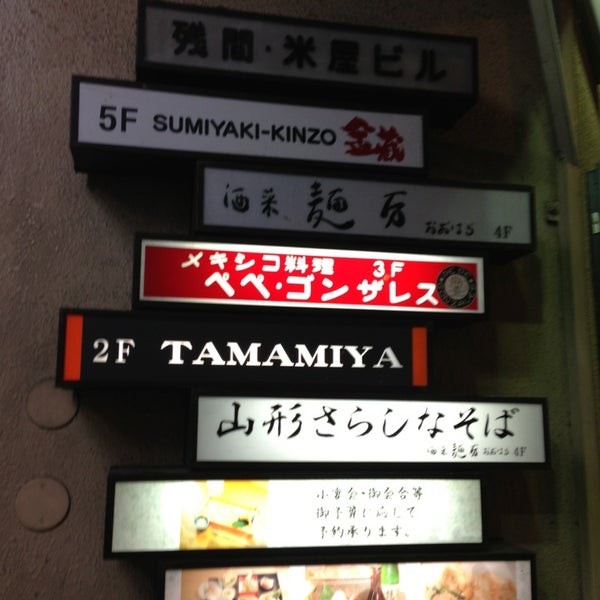 残間・米屋ビル
5F SUMIYAKI-KINZO 金蔵
酒菜 麺房 おおはら 4F
メキシコ料理 3F
ペペ・ゴンザレス
2F TAMAMIYA
山形さらしなそば
酒菜 麺房 おおはら 4F
小宴会・御会合等
御予算に応じて
予約承ります。